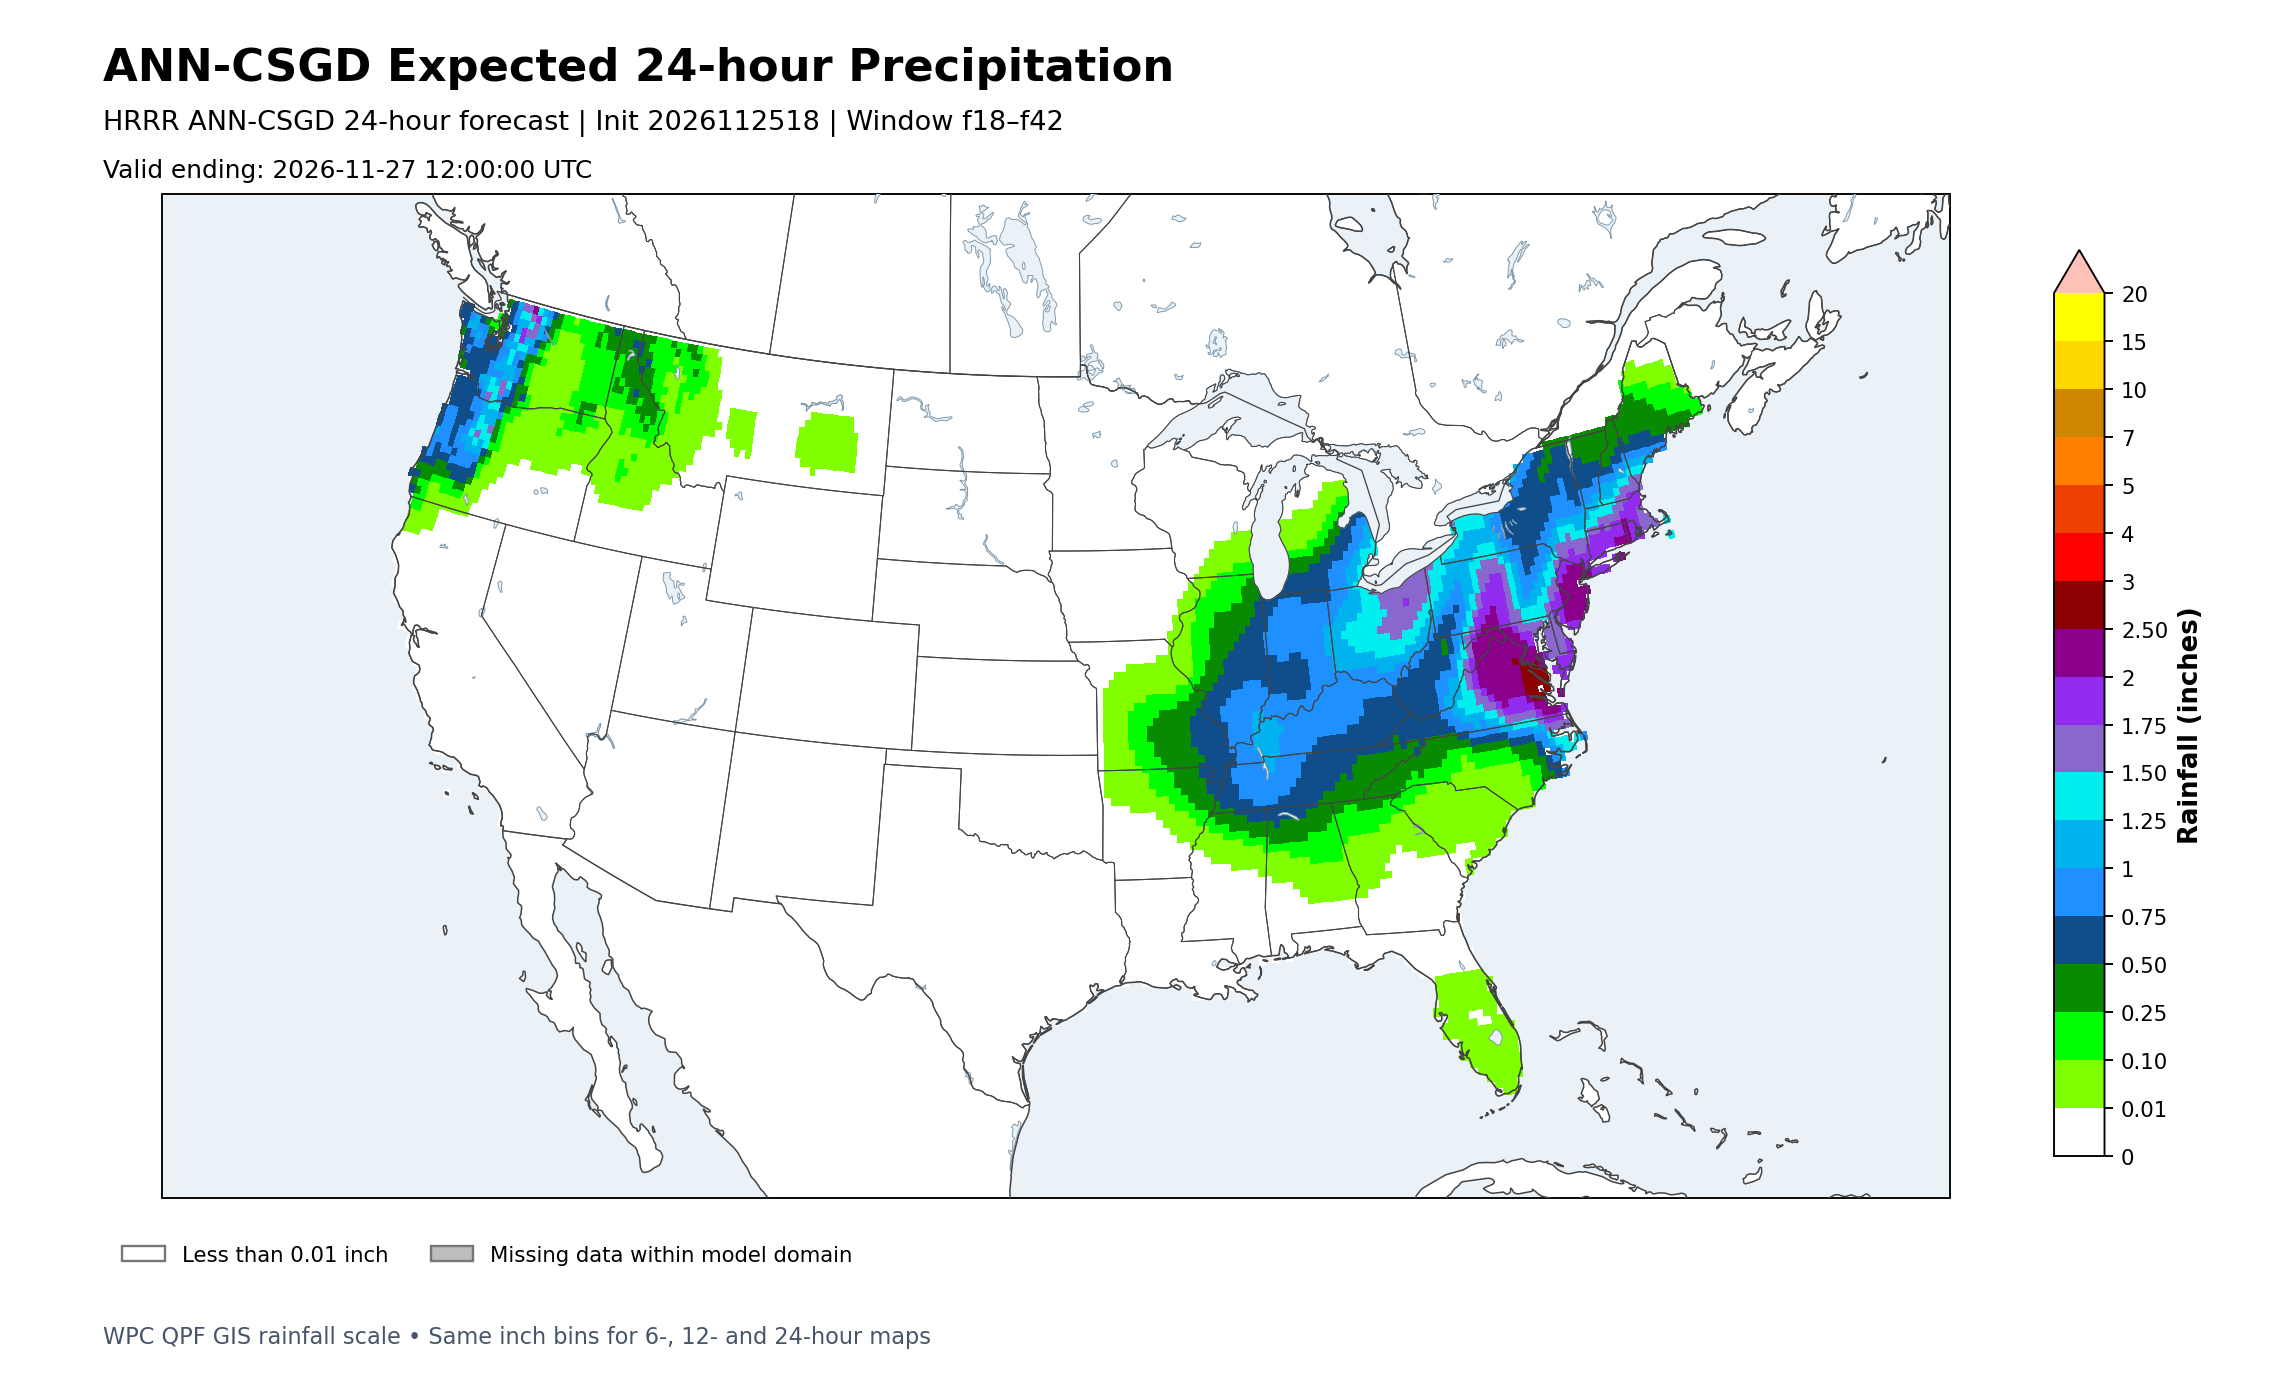 ANN-CSGD Expected 24-hour Precipitation
HRRR ANN-CSGD 24-hour forecast | Init 2026112518 | Window f18–f42
Valid ending: 2026-11-27 12:00:00 UTC
20
15
10
7
5
4
3
2.50
2
1.75
1.50
1.25
1
0.75
0.50
0.25
0.10
0.01
0
Rainfall (inches)
Less than 0.01 inch
Missing data within model domain
WPC QPF GIS rainfall scale • Same inch bins for 6-, 12- and 24-hour maps